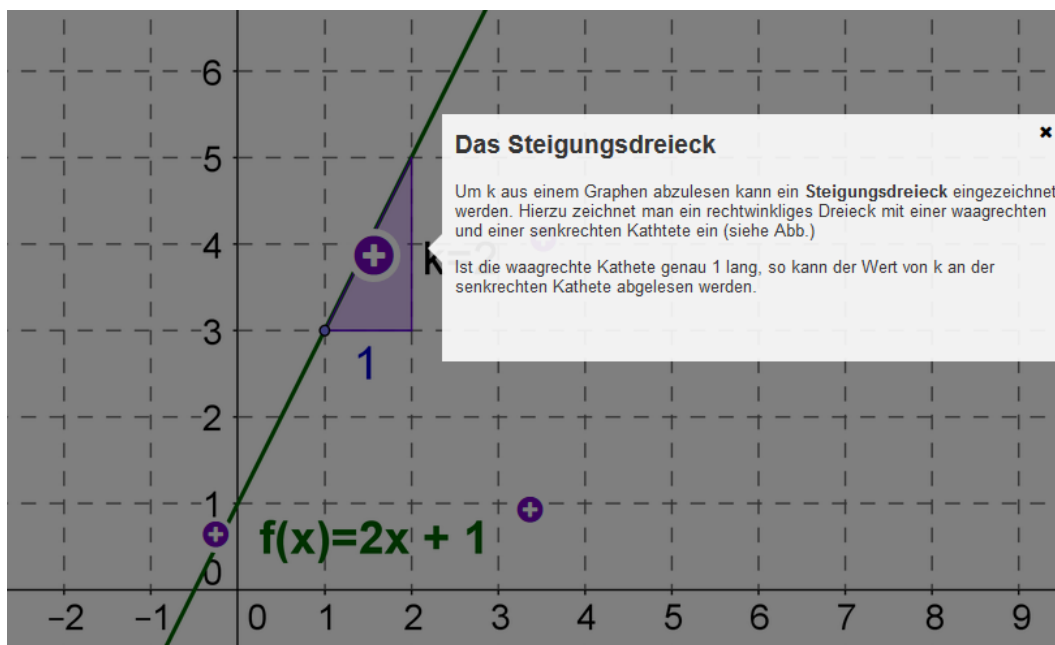 6
Das Steigungsdreieck
5
Um k aus einem Graphen abzulesen kann ein Steigungsdreieck eingezeichnet
werden. Hierzu zeichnet man ein rechtwinkliges Dreieck mit einer waagrechten
und einer senkrechten Kathtete ein (siehe Abb.)
4
k=2
Ist die waagrechte Kathete genau 1 lang, so kann der Wert von k an der
senkrechten Kathete abgelesen werden.
3
1
2
1
f(x)=2x + 1
0
-2 -1 0 1 2 3 4 5 6 7 8 9